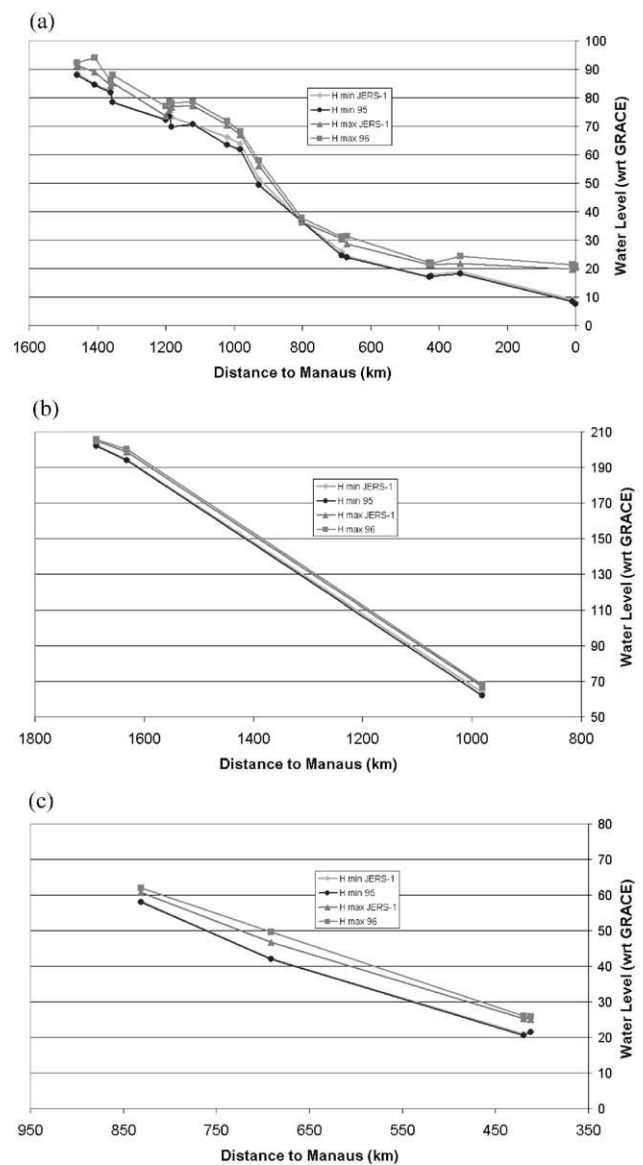 (a)
100
90
80
70
60
50
40
30
20
10
0
Water Level (wrt GRACE)
H min JERS-1
H min 95
H max JERS-1
H max 96
1600 1400 1200 1000 800 600 400 200 0
Distance to Manaus (km)
(b)
210
190
170
150
130
110
90
70
50
Water Level (wrt GRACE)
H min JERS-1
H min 95
H max JERS-1
H max 96
1800 1600 1400 1200 1000 800
Distance to Manaus (km)
(c)
80
70
60
50
40
30
20
10
0
Water Level (wrt GRACE)
H min JERS-1
H min 95
H max JERS-1
H max 96
950 850 750 650 550 450 350
Distance to Manaus (km)